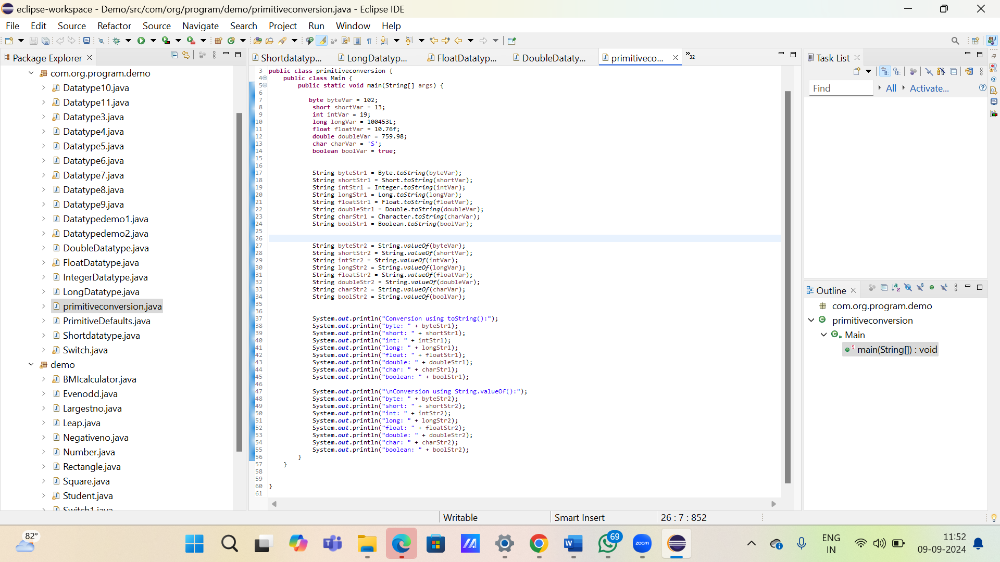 eclipse-workspace - Demo/src/com/org/program/demo/primitiveconversion.java - Eclipse IDE
File Edit Source Refactor Source Navigate Search Project Run Window Help
Package Explorer
com.org.program.demo
Datatype10.java
Datatype11.java
Datatype3.java
Datatype4.java
Datatype5.java
Datatype6.java
Datatype7.java
Datatype8.java
Datatype9.java
Datatypedemo1.java
Datatypedemo2.java
DoubleDatatype.java
FloatDatatype.java
IntegerDatatype.java
LongDatatype.java
primitiveconversion.java
PrimitiveDefaults.java
Shortdatatype.java
Switch.java
demo
BMIcalculator.java
Evenodd.java
Largestno.java
Leap.java
Negativeno.java
Number.java
Rectangle.java
Square.java
Student.java
Switch1.java
Shortdatatyp... LongDatatyp... FloatDatatyp... DoubleDataty... primitiveco... »32
3 public class primitiveconversion {
4 public class Main {
5 public static void main(String[] args) {
6
7 byte byteVar = 102;
8 short shortVar = 13;
9 int intVar = 19;
10 long longVar = 100453L;
11 float floatVar = 10.76f;
12 double doubleVar = 759.98;
13 char charVar = 'S';
14 boolean boolVar = true;
15
16
17 String byteStr1 = Byte.toString(byteVar);
18 String shortStr1 = Short.toString(shortVar);
19 String intStr1 = Integer.toString(intVar);
20 String longStr1 = Long.toString(longVar);
21 String floatStr1 = Float.toString(floatVar);
22 String doubleStr1 = Double.toString(doubleVar);
23 String charStr1 = Character.toString(charVar);
24 String boolStr1 = Boolean.toString(boolVar);
25
26
27 String byteStr2 = String.valueOf(byteVar);
28 String shortStr2 = String.valueOf(shortVar);
29 String intStr2 = String.valueOf(intVar);
30 String longStr2 = String.valueOf(longVar);
31 String floatStr2 = String.valueOf(floatVar);
32 String doubleStr2 = String.valueOf(doubleVar);
33 String charStr2 = String.valueOf(charVar);
34 String boolStr2 = String.valueOf(boolVar);
35
36
37 System.out.println("Conversion using toString():");
38 System.out.println("byte: " + byteStr1);
39 System.out.println("short: " + shortStr1);
40 System.out.println("int: " + intStr1);
41 System.out.println("long: " + longStr1);
42 System.out.println("float: " + floatStr1);
43 System.out.println("double: " + doubleStr1);
44 System.out.println("char: " + charStr1);
45 System.out.println("boolean: " + boolStr1);
46
47 System.out.println("\nConversion using String.valueOf():");
48 System.out.println("byte: " + byteStr2);
49 System.out.println("short: " + shortStr2);
50 System.out.println("int: " + intStr2);
51 System.out.println("long: " + longStr2);
52 System.out.println("float: " + floatStr2);
53 System.out.println("double: " + doubleStr2);
54 System.out.println("char: " + charStr2);
55 System.out.println("boolean: " + boolStr2);
56 }
57 }
58
59
60 }
61
Task List
Find All Activate...
Outline
com.org.program.demo
primitiveconversion
Main
main(String[]) : void
Writable Smart Insert 26 : 7 : 852
82°
69
zoom
ENG
IN
11:52
09-09-2024